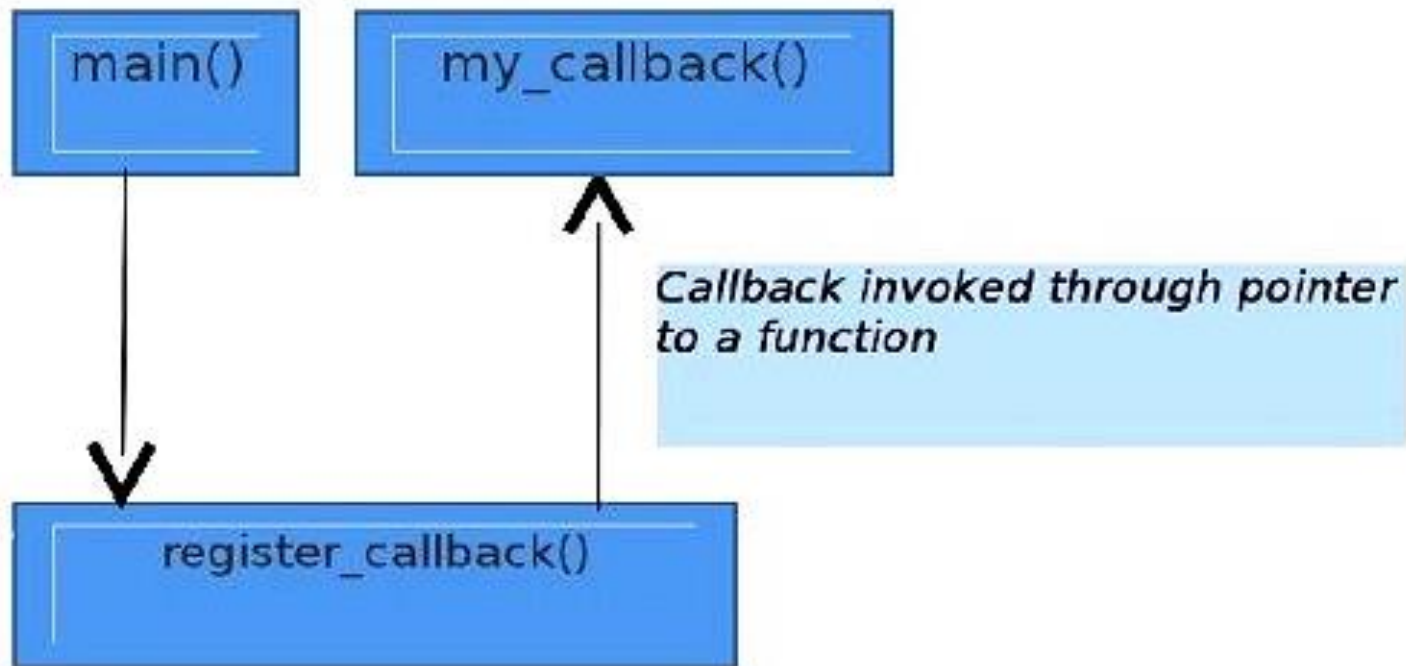 main()
my_callback()
Callback invoked through pointer
to a function
register_callback()